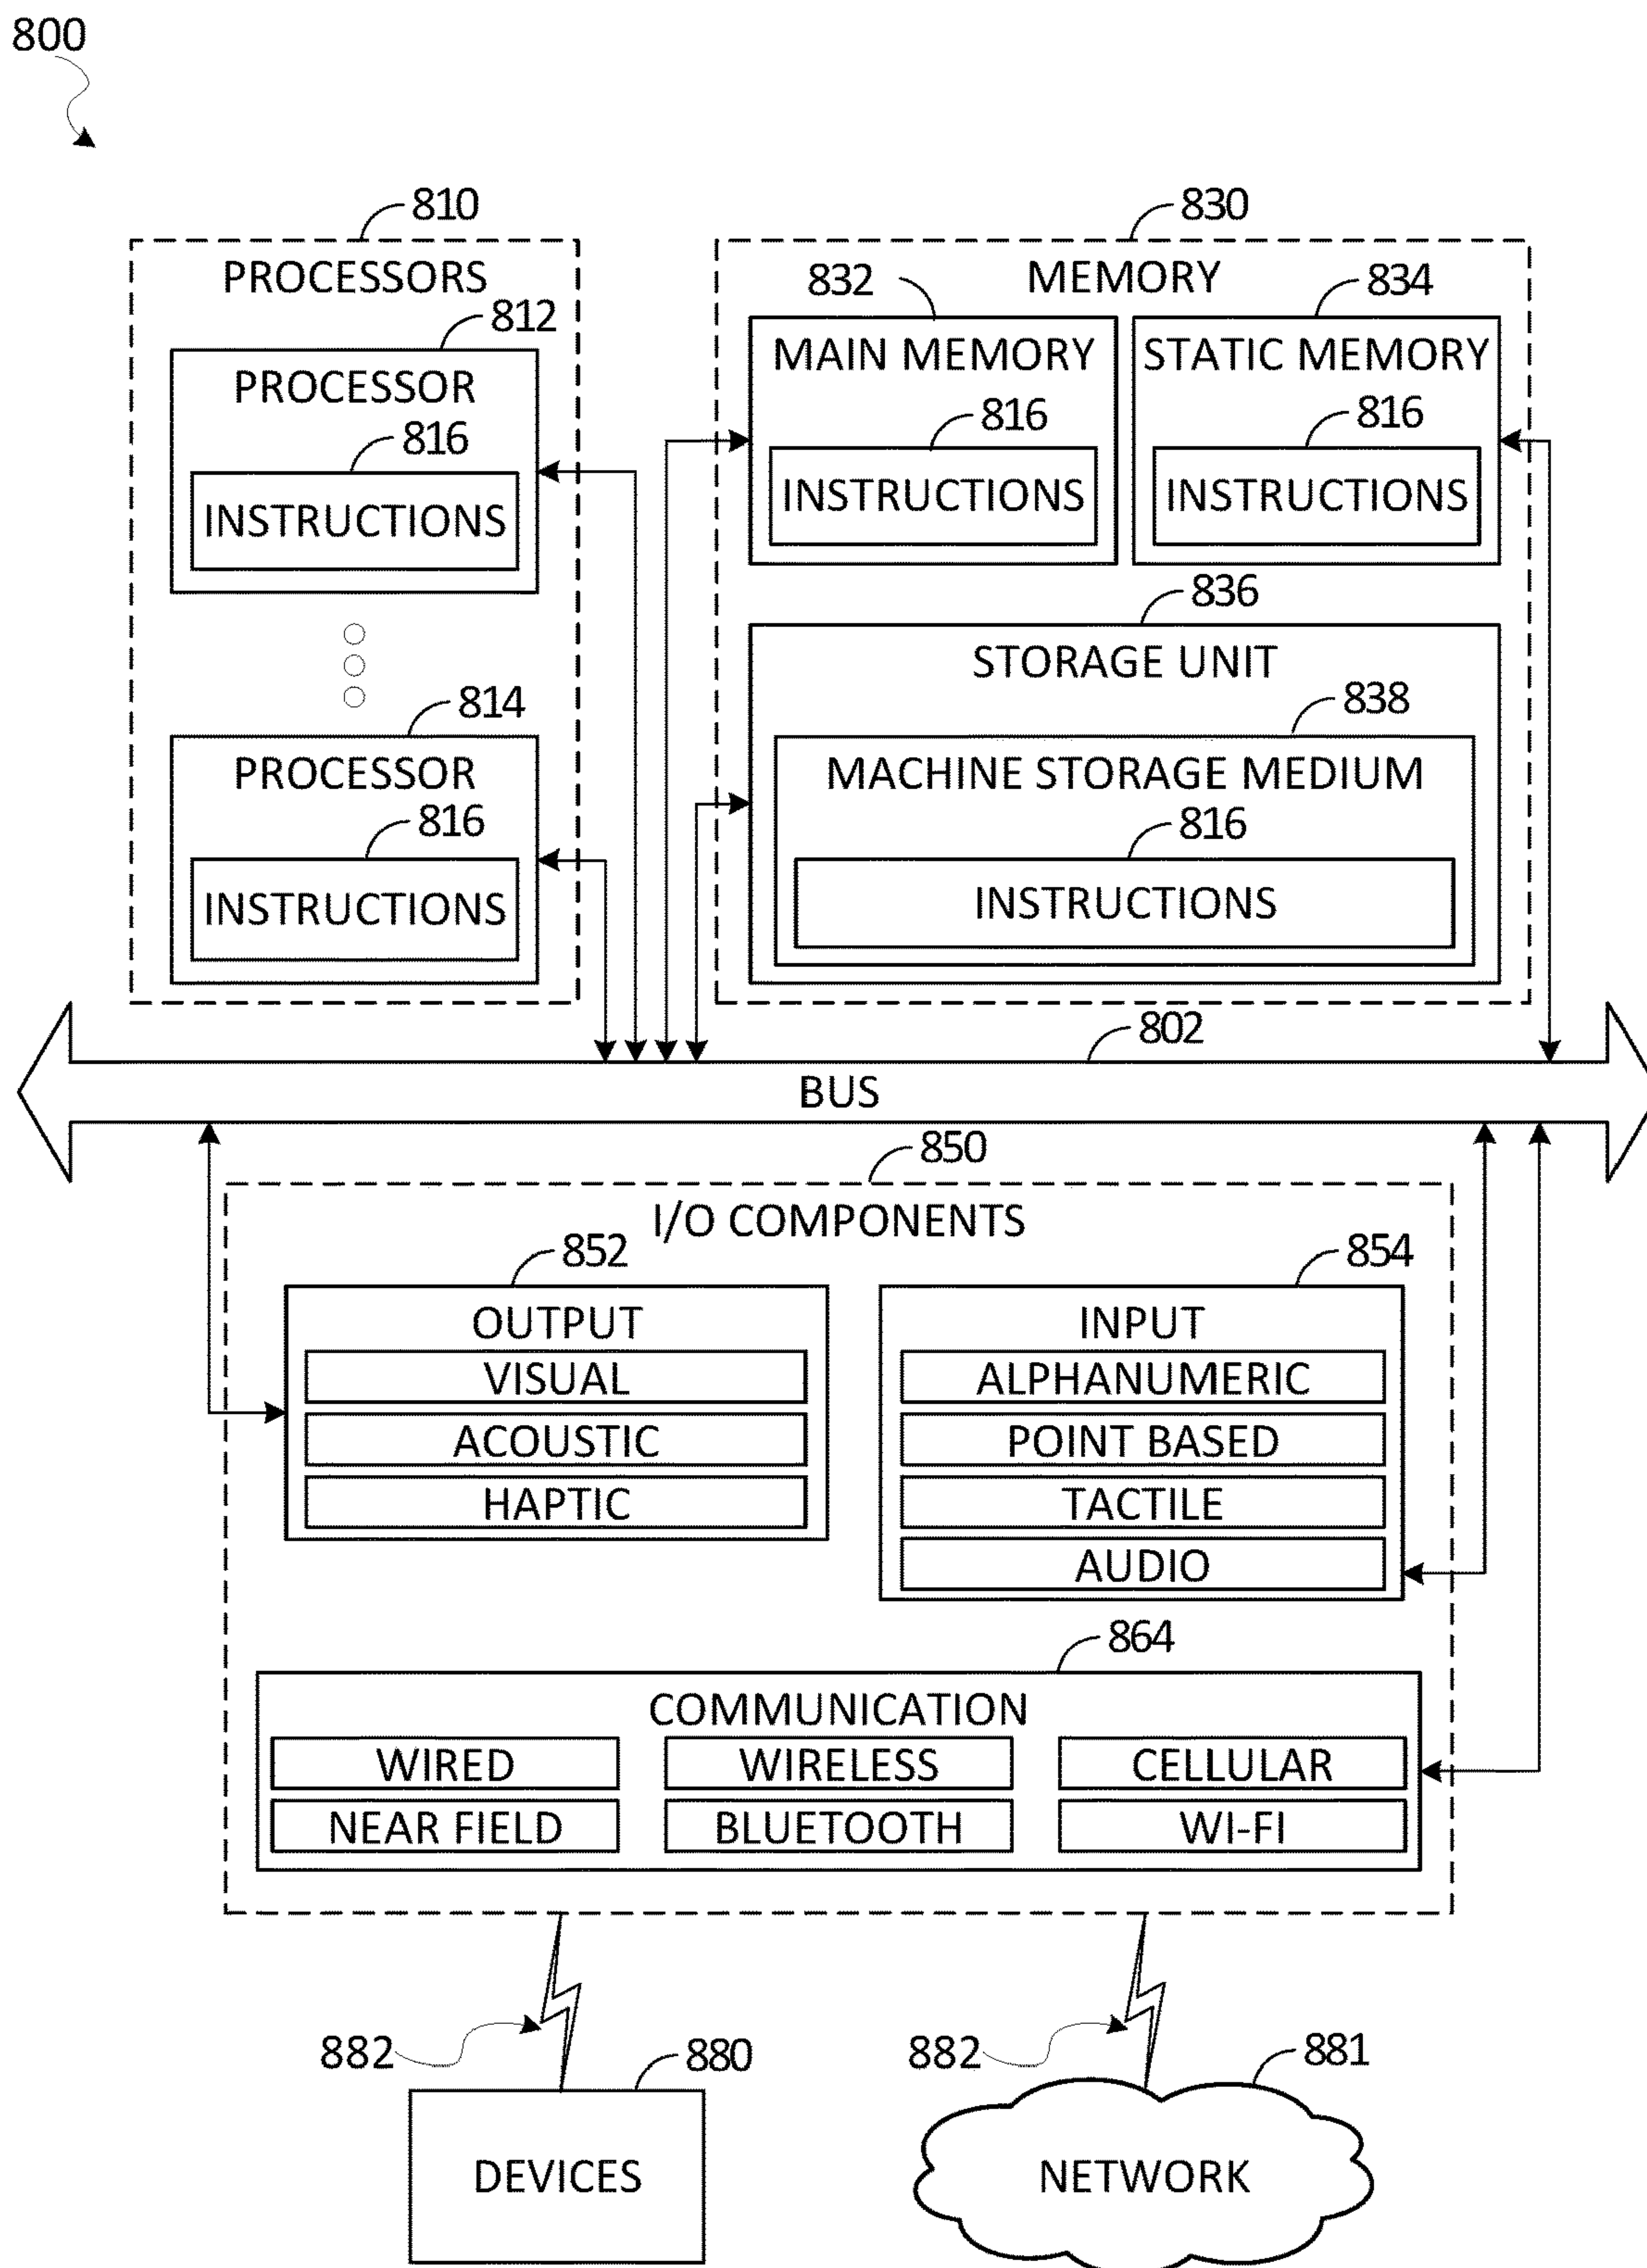 800
810
830
PROCESSORS
832
MEMORY
834
812
PROCESSOR
MAIN MEMORY
STATIC MEMORY
816
816
816
INSTRUCTIONS
INSTRUCTIONS
INSTRUCTIONS
836
STORAGE UNIT
814
838
PROCESSOR
MACHINE STORAGE MEDIUM
816
816
INSTRUCTIONS
INSTRUCTIONS
802
BUS
850
I/O COMPONENTS
852
854
OUTPUT
INPUT
VISUAL
ALPHANUMERIC
ACOUSTIC
POINT BASED
HAPTIC
TACTILE
AUDIO
864
COMMUNICATION
WIRED
WIRELESS
CELLULAR
NEAR FIELD
BLUETOOTH
WI-FI
882
880
882
881
DEVICES
NETWORK